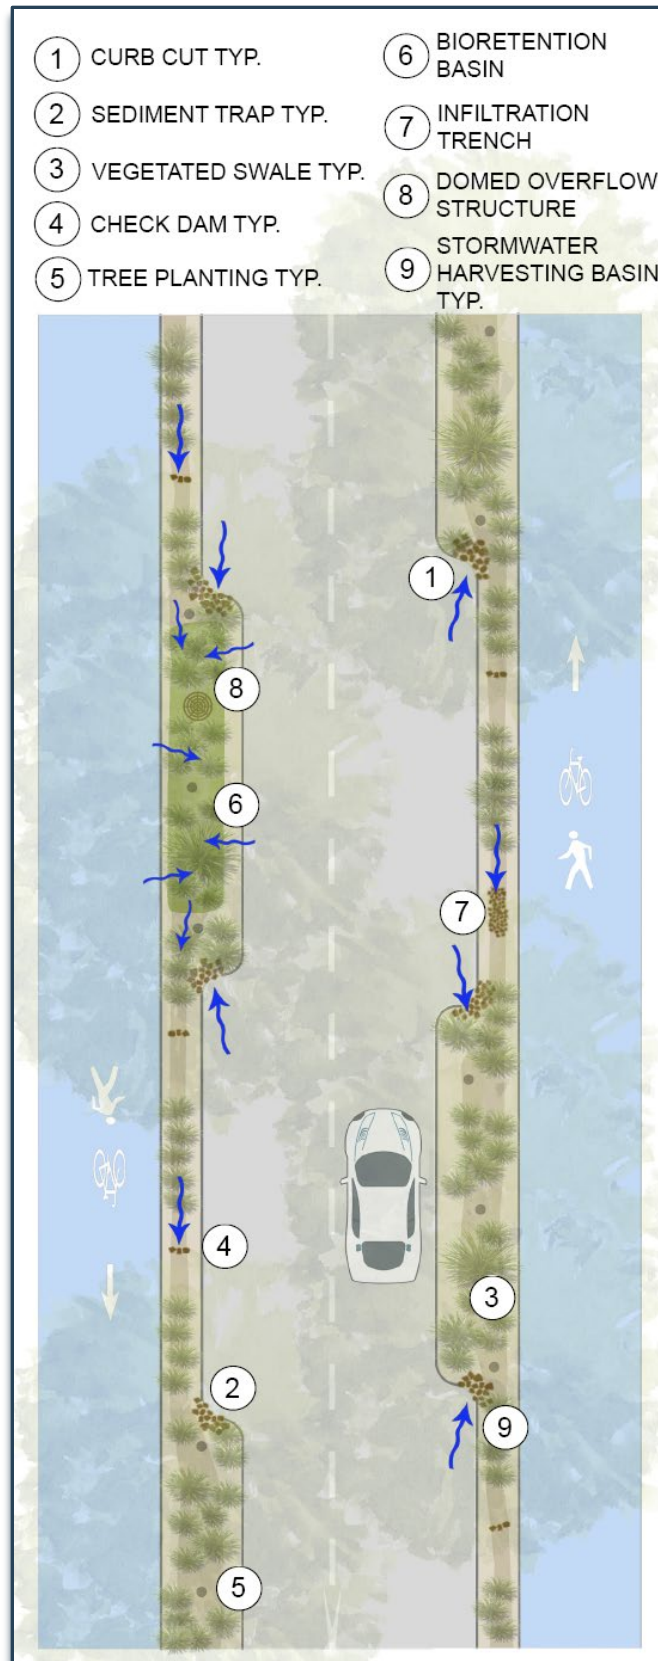 1 CURB CUT TYP.
2 SEDIMENT TRAP TYP.
3 VEGETATED SWALE TYP.
4 CHECK DAM TYP.
5 TREE PLANTING TYP.
6 BIORETENTION
BASIN
7 INFILTRATION
TRENCH
8 DOMED OVERFLOW
STRUCTURE
9 STORMWATER
HARVESTING BASIN
TYP.
1
8
6
7
4
3
2
9
5